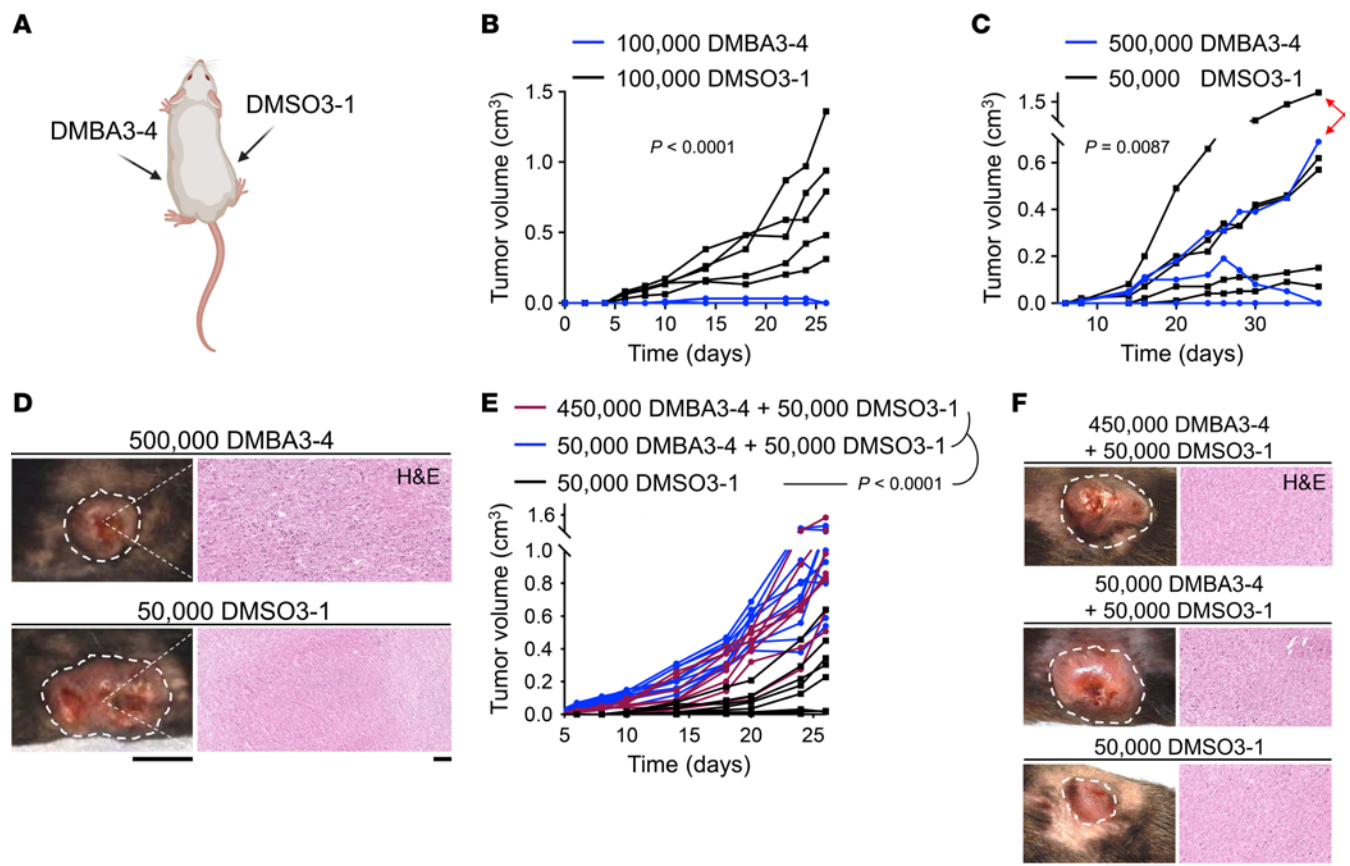 A
DMBA3-4
DMSO3-1
B
100,000 DMBA3-4
100,000 DMSO3-1
Tumor volume (cm³)
1.5
1.0
0.5
0.0
P < 0.0001
0 5 10 15 20 25
Time (days)
C
500,000 DMBA3-4
50,000 DMSO3-1
Tumor volume (cm³)
1.5
0.6
0.4
0.2
0.0
P = 0.0087
10 20 30
Time (days)
D
500,000 DMBA3-4
H&E
50,000 DMSO3-1
E
450,000 DMBA3-4 + 50,000 DMSO3-1
50,000 DMBA3-4 + 50,000 DMSO3-1
50,000 DMSO3-1
P < 0.0001
Tumor volume (cm³)
1.6
1.0
0.8
0.6
0.4
0.2
0.0
5 10 15 20 25
Time (days)
F
450,000 DMBA3-4
+ 50,000 DMSO3-1
H&E
50,000 DMBA3-4
+ 50,000 DMSO3-1
50,000 DMSO3-1